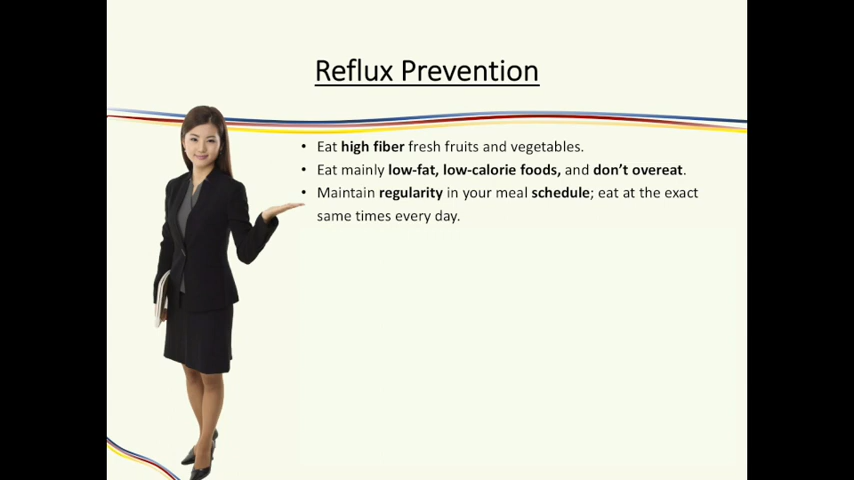 Reflux Prevention
• Eat high fiber fresh fruits and vegetables.
• Eat mainly low-fat, low-calorie foods, and don’t overeat.
• Maintain regularity in your meal schedule; eat at the exact
same times every day.